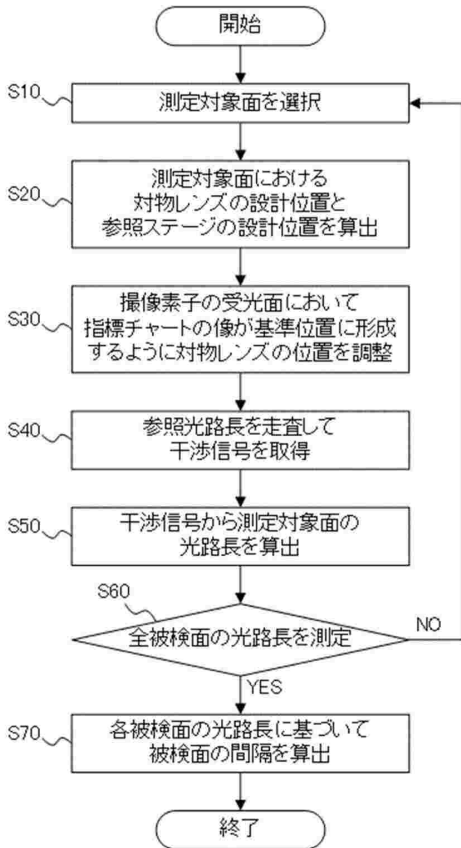 開始
S10
測定対象面を選択
S20
測定対象面における
対物レンズの設計位置と
参照ステージの設計位置を算出
S30
撮像素子の受光面において
指標チャートの像が基準位置に形成
するように対物レンズの位置を調整
S40
参照光路長を走査して
干渉信号を取得
S50
干渉信号から測定対象面の
光路長を算出
S60
全被検面の光路長を測定
NO
YES
S70
各被検面の光路長に基づいて
被検面の間隔を算出
終了